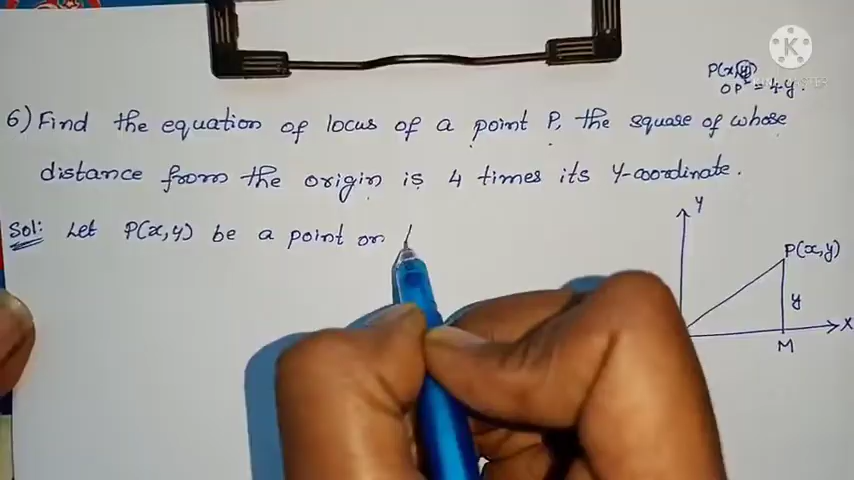 P(x,y)
OP² = 4y.
KINEMASTER
6) Find the equation of locus of a point P, the square of whose
distance from the origin is 4 times its Y-coordinate.
Sol: Let P(x,y) be a point on
Y
P(x,y)
y
X
M